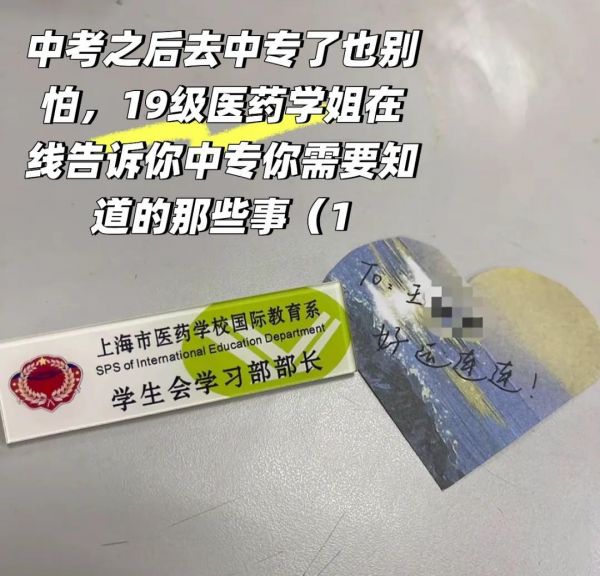 中考之后去中专了也别
怕，19级医药学姐在
线告诉你中专你需要知
道的那些事（1
上海市医药学校国际教育系
SPS of International Education Department
学生会学习部部长
To：王
好运连连！